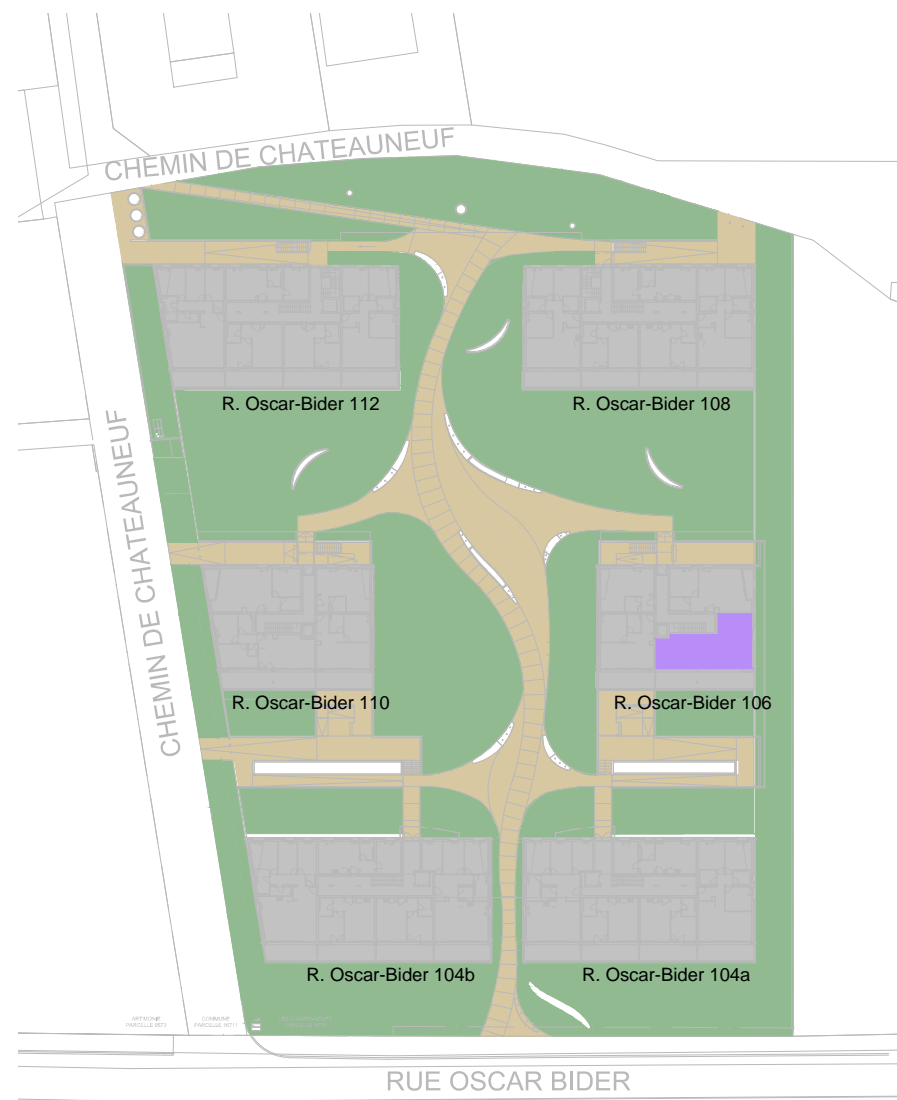 CHEMIN DE CHATEAUNEUF
R. Oscar-Bider 112
R. Oscar-Bider 108
CHEMIN DE CHATEAUNEUF
R. Oscar-Bider 110
R. Oscar-Bider 106
R. Oscar-Bider 104b
R. Oscar-Bider 104a
COMMUNE
RUE OSCAR BIDER